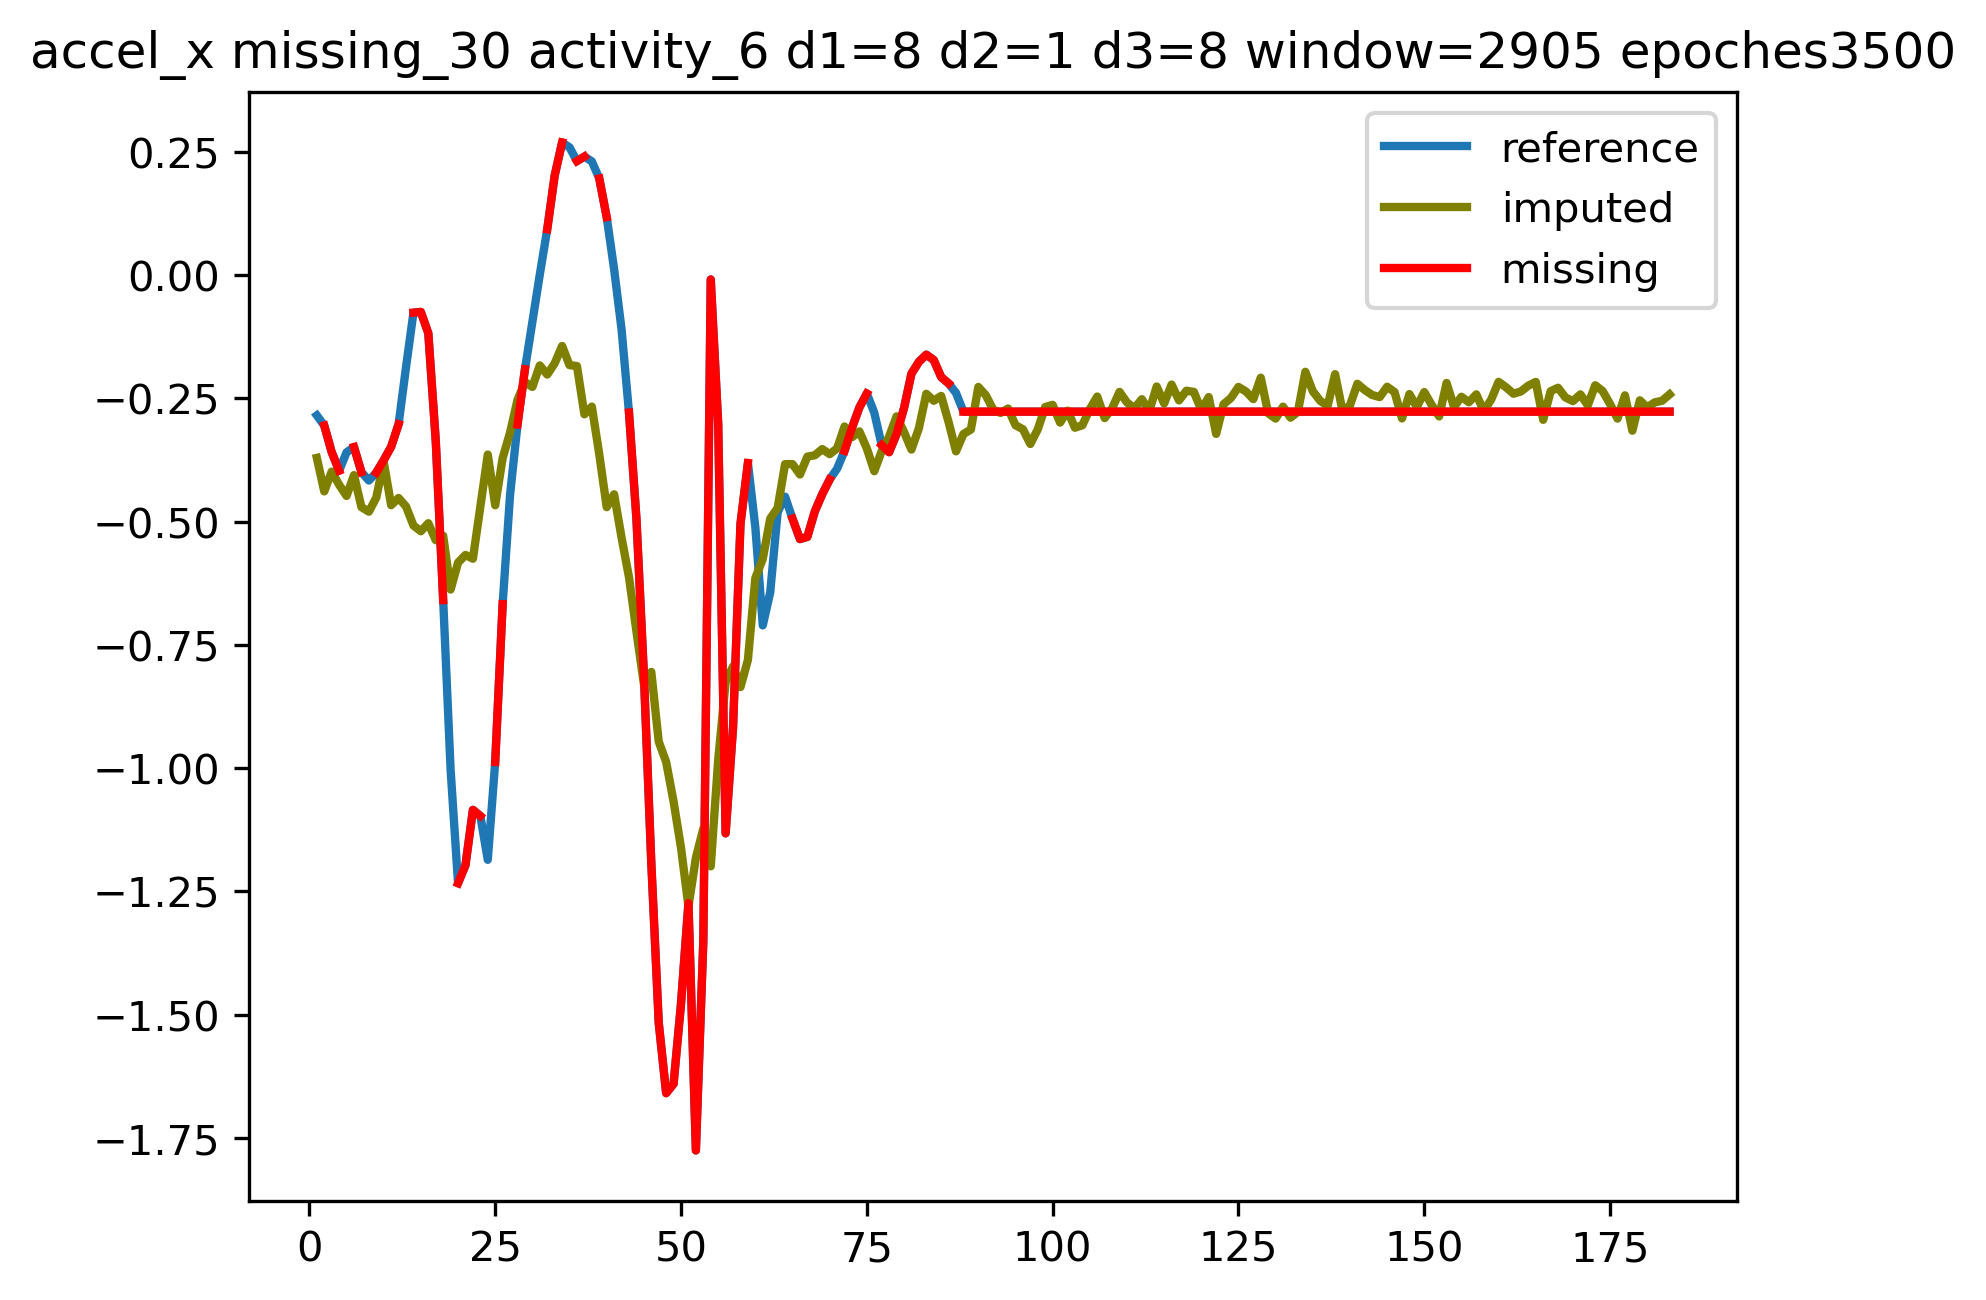 accel_x missing_30 activity_6 d1=8 d2=1 d3=8 window=2905 epoches3500
reference
imputed
missing
0.25
0.00
−0.25
−0.50
−0.75
−1.00
−1.25
−1.50
−1.75
0 25 50 75 100 125 150 175